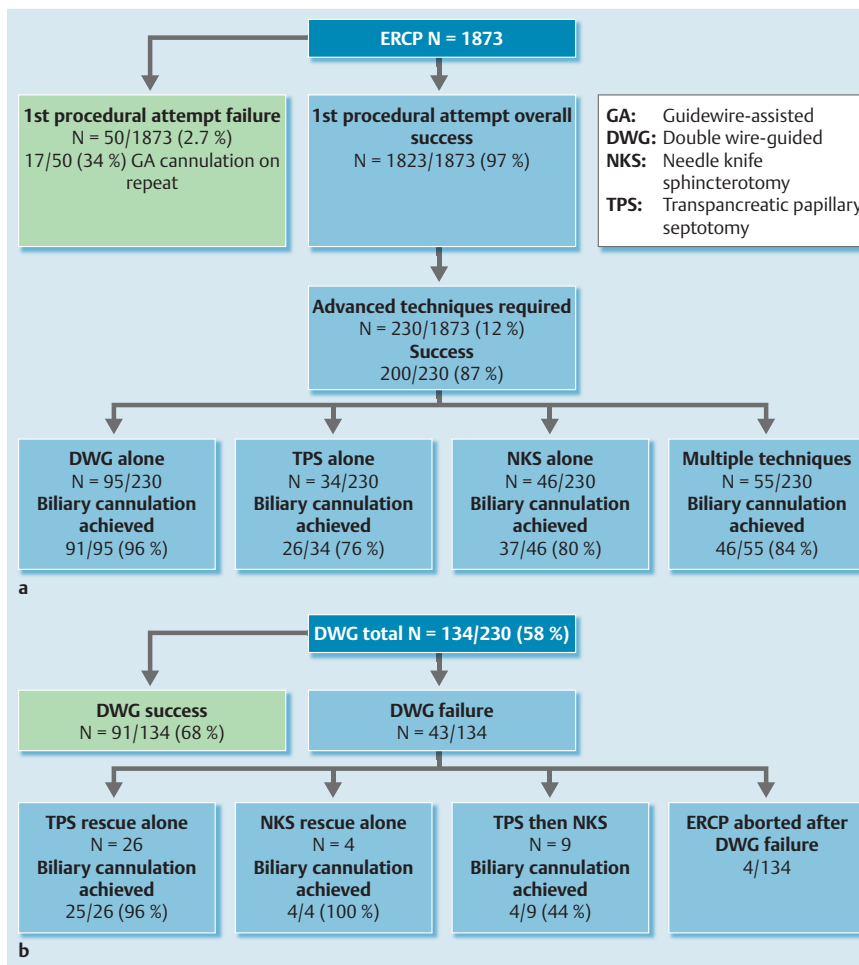 ERCP N = 1873
1st procedural attempt failure
N = 50/1873 (2.7 %)
17/50 (34 %) GA cannulation on
repeat
1st procedural attempt overall
success
N = 1823/1873 (97 %)
GA: Guidewire-assisted
DWG: Double wire-guided
NKS: Needle knife
sphincterotomy
TPS: Transpancreatic papillary
septotomy
Advanced techniques required
N = 230/1873 (12 %)
Success
200/230 (87 %)
DWG alone
N = 95/230
Biliary cannulation
achieved
91/95 (96 %)
TPS alone
N = 34/230
Biliary cannulation
achieved
26/34 (76 %)
NKS alone
N = 46/230
Biliary cannulation
achieved
37/46 (80 %)
Multiple techniques
N = 55/230
Biliary cannulation
achieved
46/55 (84 %)
a
DWG total N = 134/230 (58 %)
DWG success
N = 91/134 (68 %)
DWG failure
N = 43/134
TPS rescue alone
N = 26
Biliary cannulation
achieved
25/26 (96 %)
NKS rescue alone
N = 4
Biliary cannulation
achieved
4/4 (100 %)
TPS then NKS
N = 9
Biliary cannulation
achieved
4/9 (44 %)
ERCP aborted after
DWG failure
4/134
b